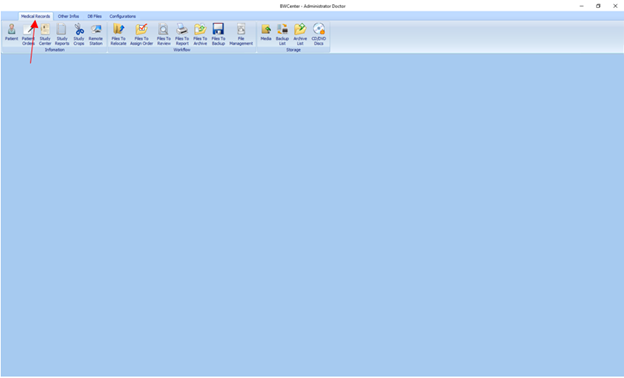 BWCenter - Administrator Doctor
Medical Records Other Infos DB Files Configurations
Patient Patient Orders Study Center Study Reports Study Crops Remote Station Files To Relocate Files To Assign Order Files To Review Files To Report Files To Archive Files To Backup File Management Media Backup List Archive List CD/DVD Discs
Infomation Workflow Storage